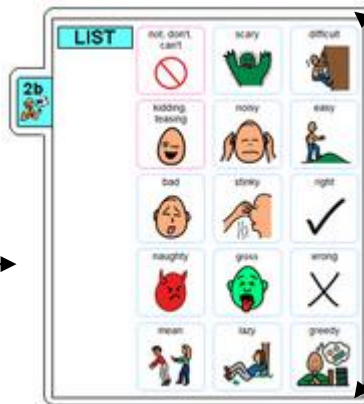 LIST
not, don't,
can't
scary
difficult
2b
kidding,
teasing
noisy
easy
bad
stinky
right
naughty
gross
wrong
mean
lazy
greedy